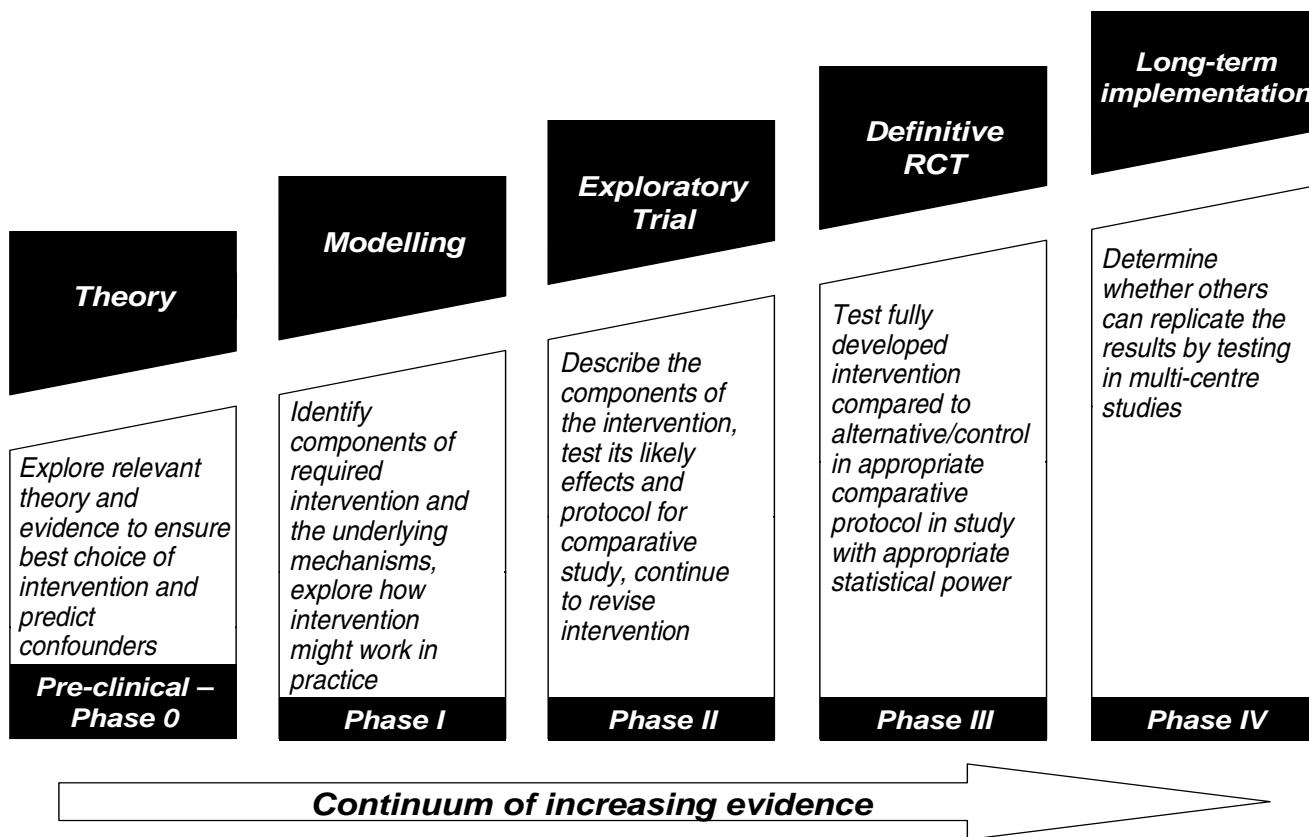 Theory
Explore relevant
theory and
evidence to ensure
best choice of
intervention and
predict
confounders
Pre-clinical –
Phase 0
Modelling
Identify
components of
required
intervention and
the underlying
mechanisms,
explore how
intervention
might work in
practice
Phase I
Exploratory
Trial
Describe the
components of
the intervention,
test its likely
effects and
protocol for
comparative
study, continue
to revise
intervention
Phase II
Definitive
RCT
Test fully
developed
intervention
compared to
alternative/control
in appropriate
comparative
protocol in study
with appropriate
statistical power
Phase III
Long-term
implementation
Determine
whether others
can replicate the
results by testing
in multi-centre
studies
Phase IV
Continuum of increasing evidence